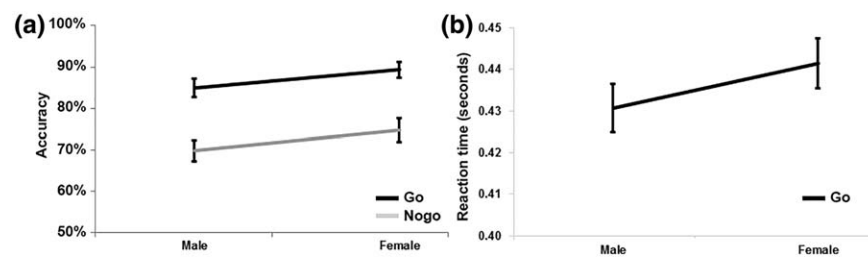 (a)
Accuracy
100%
90%
80%
70%
60%
50%
Male
Female
Go
Nogo
(b)
Reaction time (seconds)
0.45
0.44
0.43
0.42
0.41
0.40
Male
Female
Go